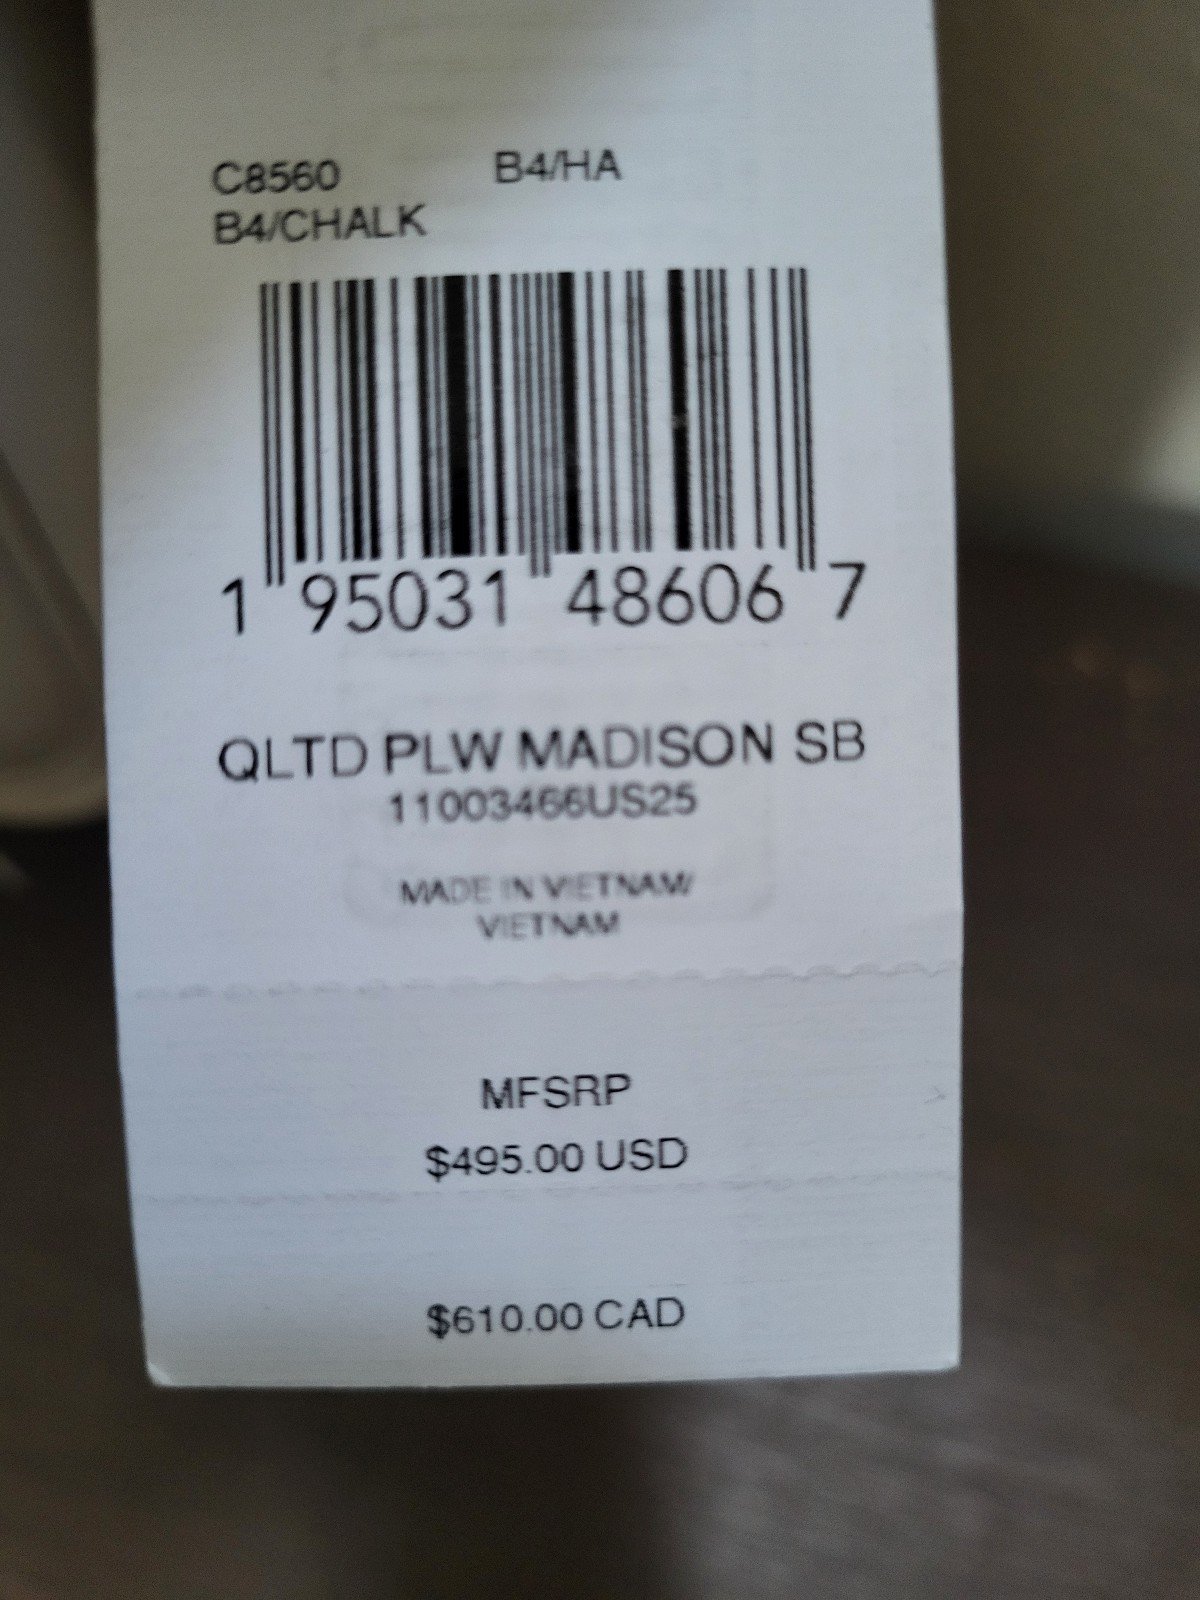 C8560 B4/HA
B4/CHALK
1 95031 48606 7
QLTD PLW MADISON SB
11003466US25
MADE IN VIETNAM/
VIETNAM
MFSRP
$495.00 USD
$610.00 CAD